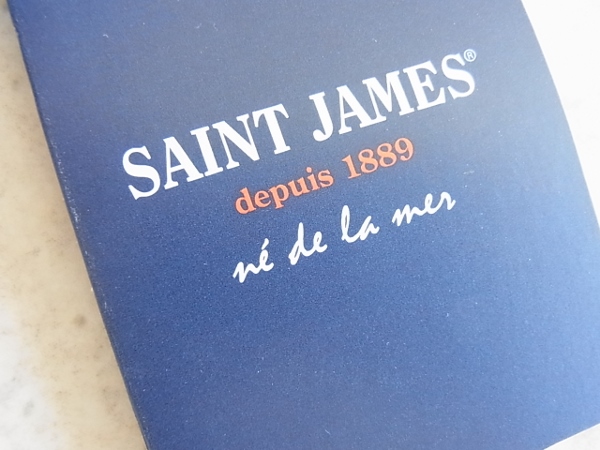 SAINT JAMES®
depuis 1889
né de la mer